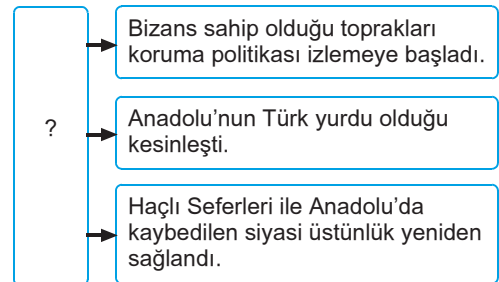 ?
Bizans sahip olduğu toprakları
koruma politikası izlemeye başladı.
Anadolu’nun Türk yurdu olduğu
kesinleşti.
Haçlı Seferleri ile Anadolu’da
kaybedilen siyasi üstünlük yeniden
sağlandı.